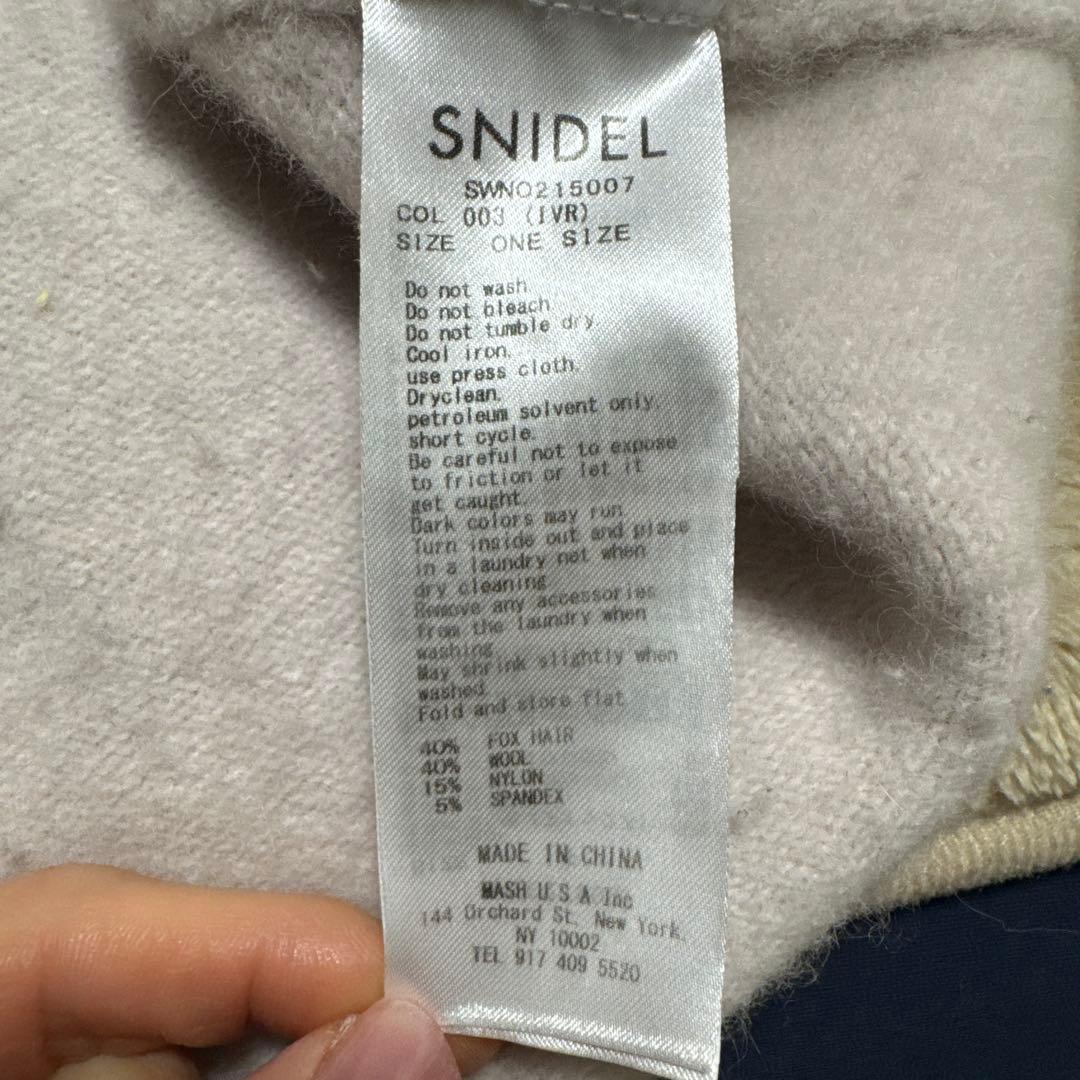 SNIDEL
SWNO215007
COL 003 (IVR)
SIZE ONE SIZE
Do not wash
Do not bleach
Do not tumble dry
Cool iron.
use press cloth.
Dryclean.
petroleum solvent only.
short cycle.
Be careful not to expose
to friction or let it
get caught.
Dark colors may run
Turn inside out and place
in a laundry net when
dry cleaning
Remove any accessories
from the laundry when
washing
May shrink slightly when
washed
Fold and store flat
40% FOX HAIR
40% WOOL
15% NYLON
5% SPANDEX
MADE IN CHINA
MASH U.S A Inc
144 Orchard St. New York.
NY 10002
TEL 917 409 5520